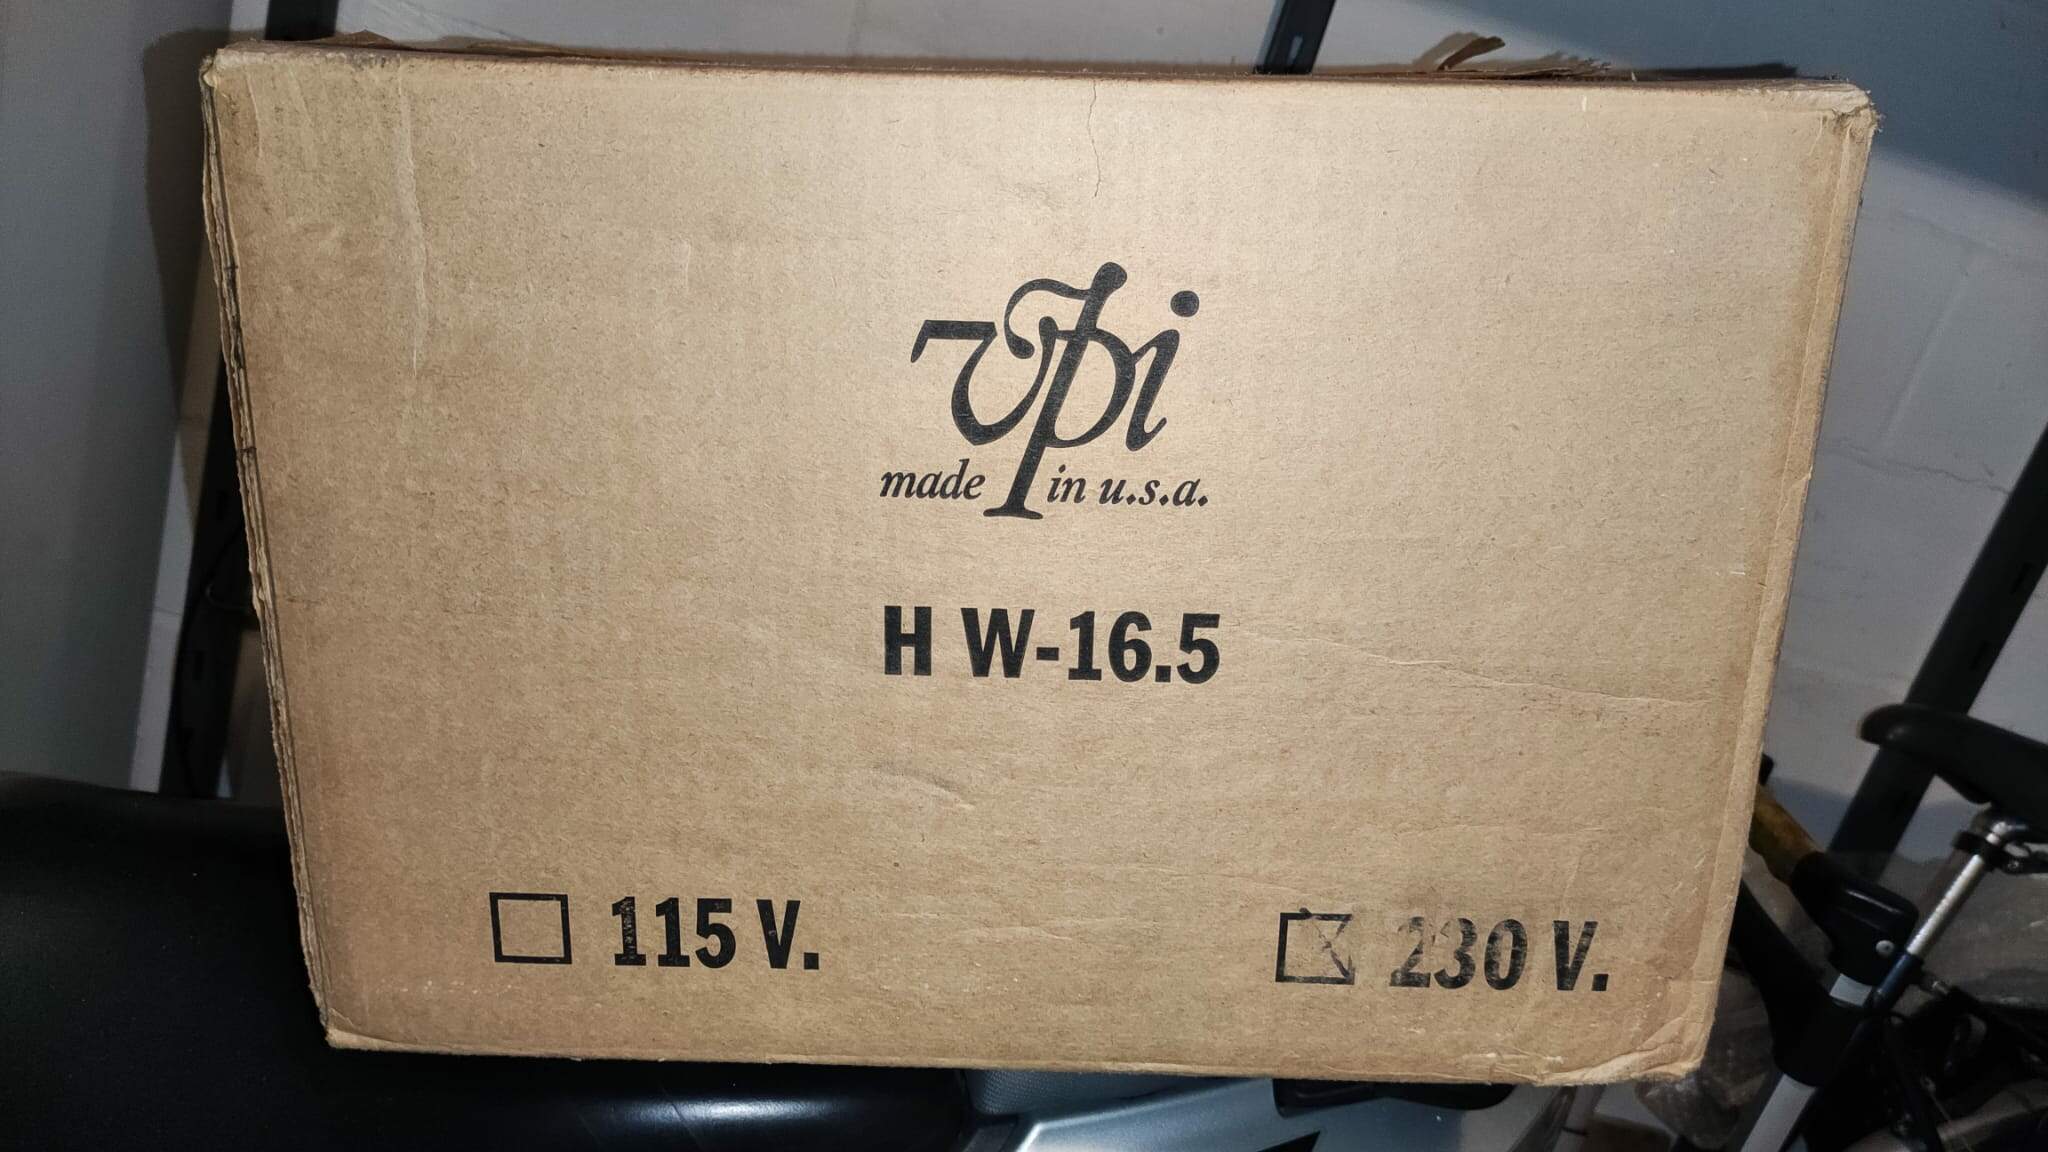 vpi
made in u.s.a.
H W-16.5
115 V. 230 V.